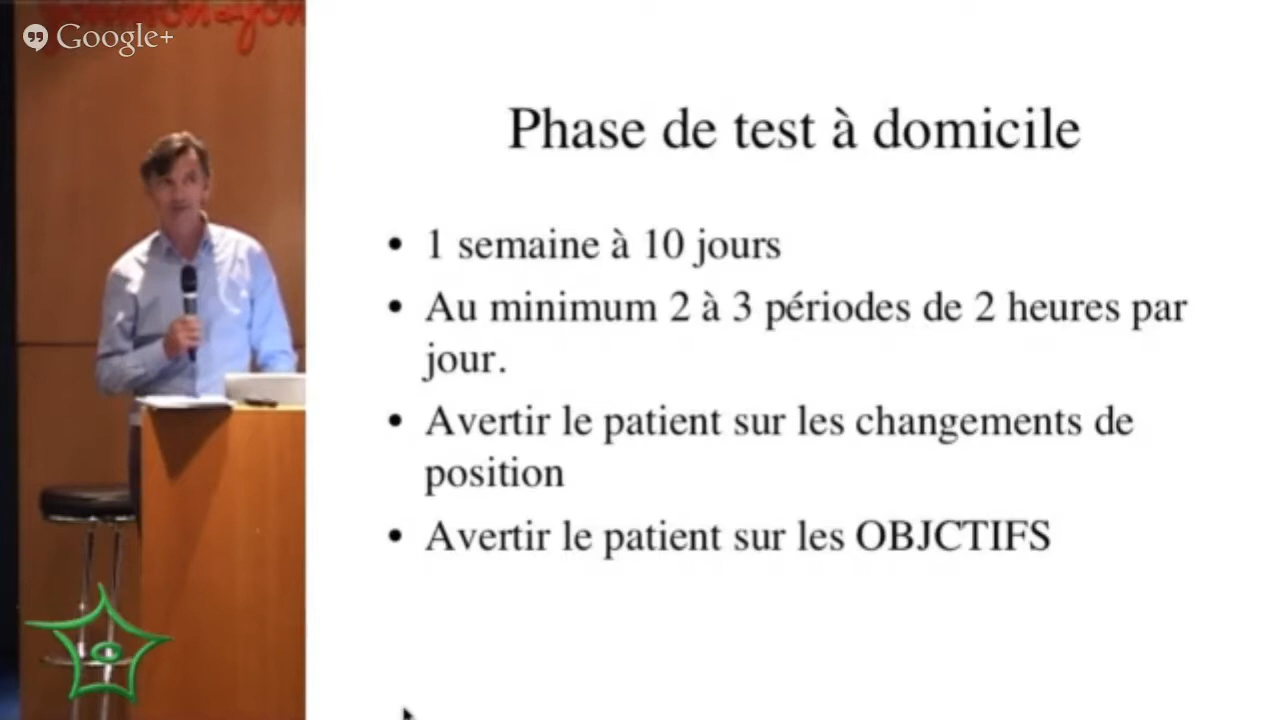 Google+
Phase de test à domicile
• 1 semaine à 10 jours
• Au minimum 2 à 3 périodes de 2 heures par
jour.
• Avertir le patient sur les changements de
position
• Avertir le patient sur les OBJCTIFS